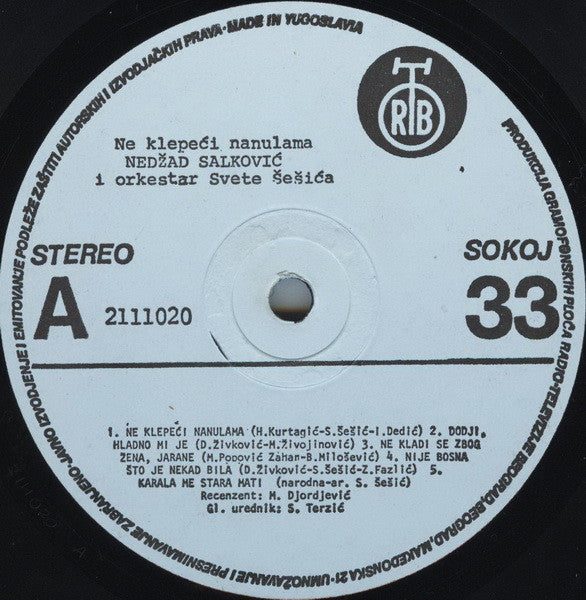 UMNOŽAVANJE I PRESNIMAVANJE ZABRANJENO·JAVNO IZVODJENJE I EMITOVANJE PODLEŽE ZAŠTITI AUTORSKIH I IZVODJAČKIH PRAVA·MADE IN YUGOSLAVIA
PRODUKCIJA GRAMOFONSKIH PLOČA RADIO-TELEVIZIJE BEOGRAD, BEOGRAD, MAKEDONSKA 21·
RTB
Ne klepeći nanulama
NEDŽAD SALKOVIĆ
i orkestar Svete Šešića
STEREO
SOKOJ
A
2111020
33
1. NE KLEPEĆI NANULAMA (H.Kurtagić-S.Šešić-I.Dedić) 2. DODJI,
HLADNO MI JE (D.Živković-M.Živojinović) 3. NE KLADI SE ZBOG
ŽENA, JARANE (M.Popović Zahar-B.Milošević) 4. NIJE BOSNA
ŠTO JE NEKAD BILA (D.Živković-S.Šešić-Z.Fazlić) 5.
KARALA ME STARA MATI (narodna-ar. S. Šešić)
Recenzent: M. Djordjević
Gl. urednik: S. Terzić